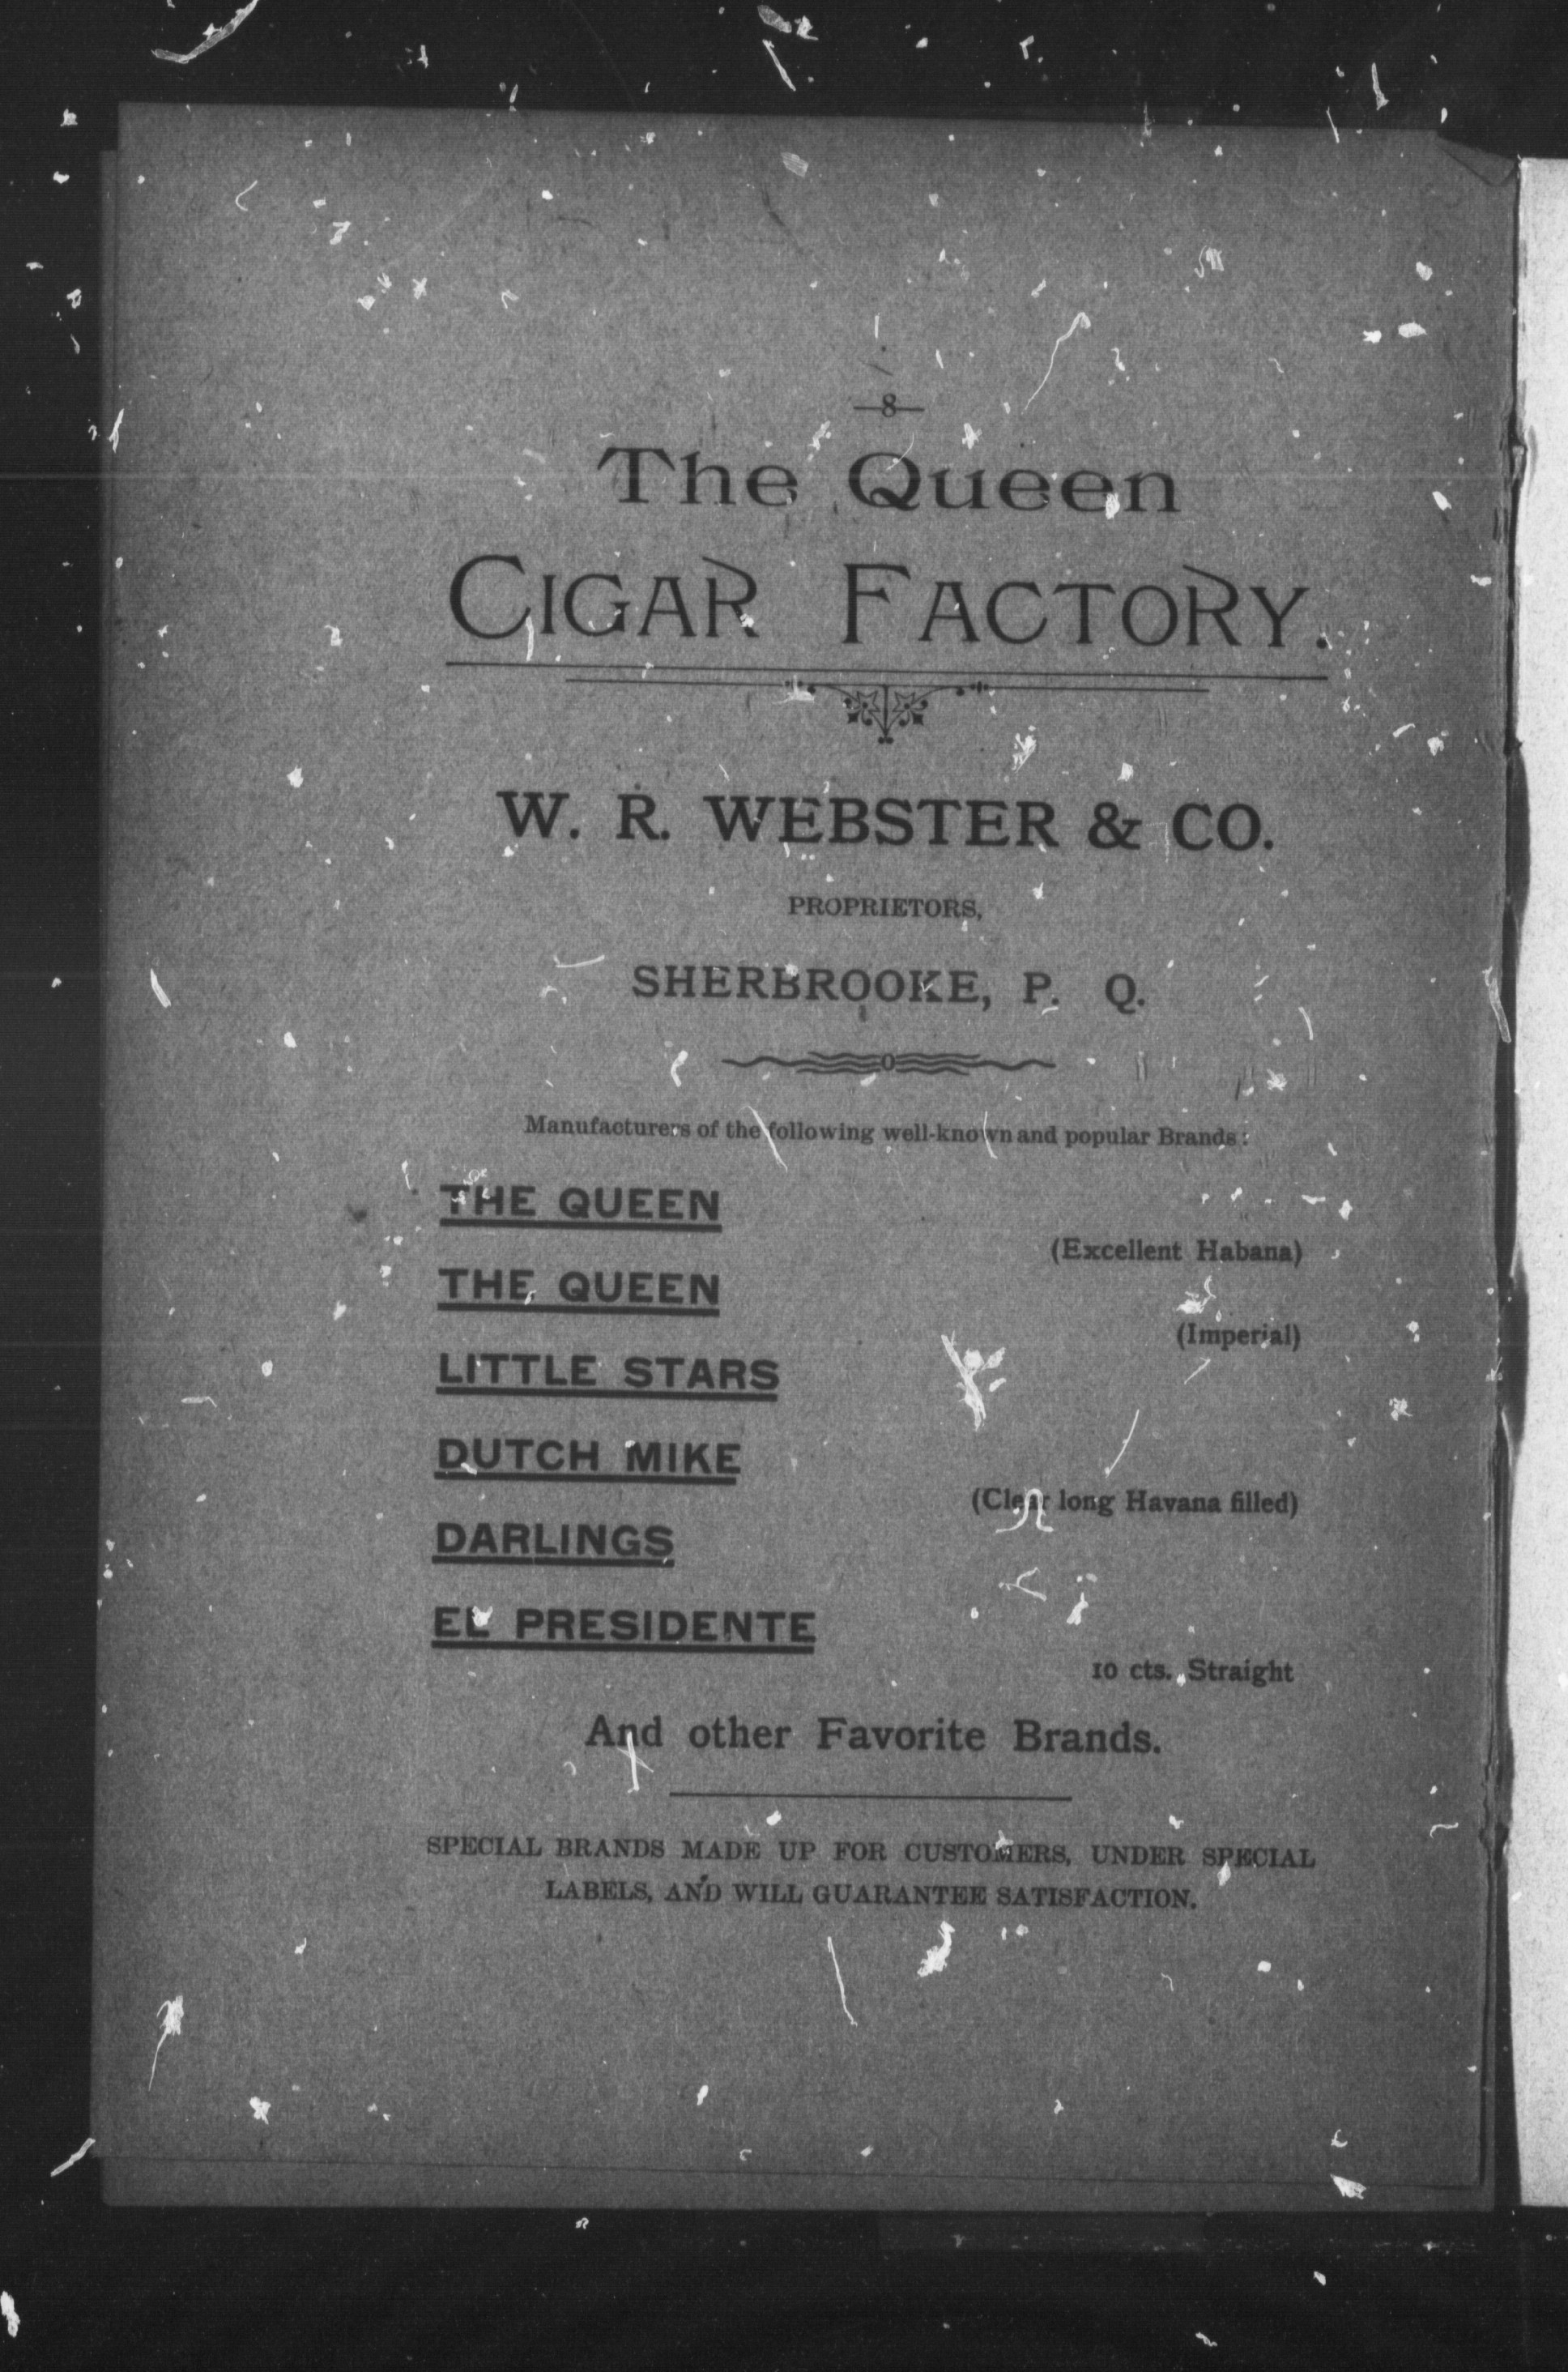 —8—
The Queen
CIGAR FACTORY.
W. R. WEBSTER & CO.
PROPRIETORS,
SHERBROOKE, P. Q.
Manufacturers of the following well-known and popular Brands:
THE QUEEN
(Excellent Habana)
THE QUEEN
(Imperial)
LITTLE STARS
DUTCH MIKE
(Clear long Havana filled)
DARLINGS
EL PRESIDENTE
10 cts. Straight
And other Favorite Brands.
SPECIAL BRANDS MADE UP FOR CUSTOMERS, UNDER SPECIAL
LABELS, AND WILL GUARANTEE SATISFACTION.